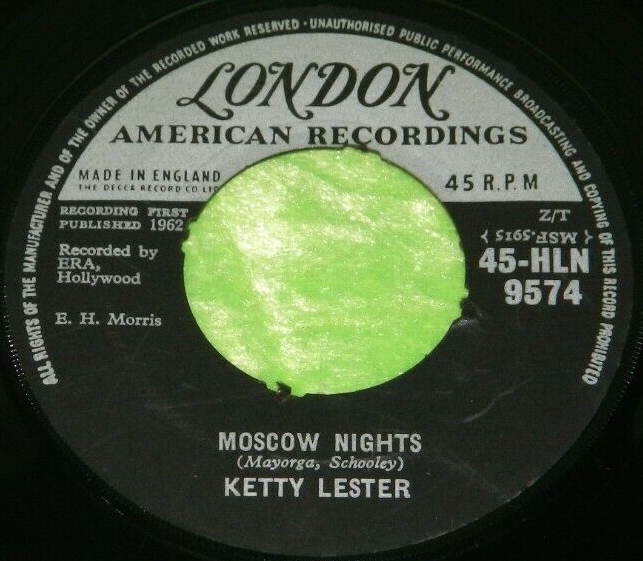 ALL RIGHTS OF THE MANUFACTURER AND OF THE OWNER OF THE RECORDED WORK RESERVED · UNAUTHORISED PUBLIC PERFORMANCE BROADCASTING AND COPYING OF THIS RECORD PROHIBITED
LONDON
AMERICAN RECORDINGS
MADE IN ENGLAND
THE DECCA RECORD CO LTD
45 R.P.M
RECORDING FIRST
PUBLISHED 1962
Z/T
Recorded by
ERA,
Hollywood
{ MSF.5915 }
45-HLN
9574
E. H. Morris
MOSCOW NIGHTS
(Mayorga, Schooley)
KETTY LESTER